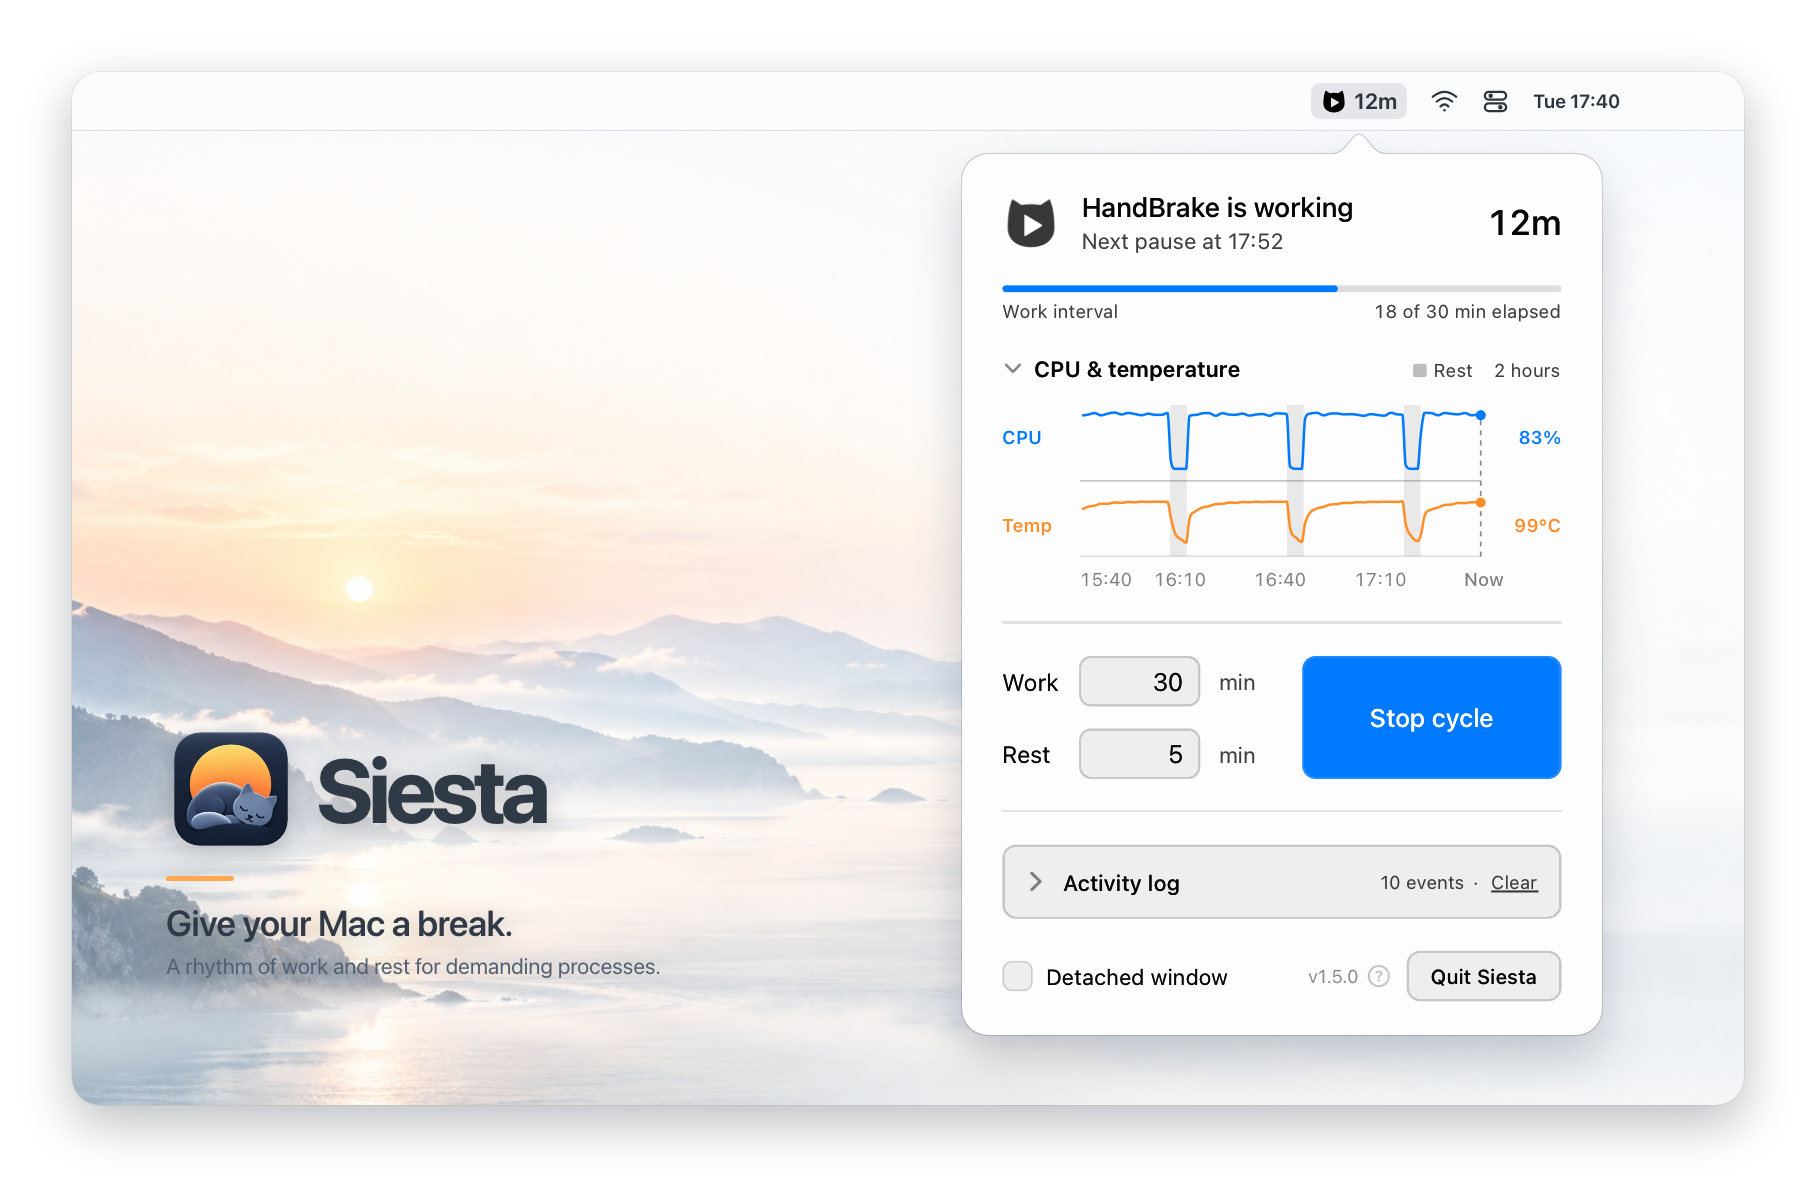 12m
Tue 17:40
HandBrake is working
Next pause at 17:52
12m
Work interval
18 of 30 min elapsed
CPU & temperature
Rest
2 hours
CPU
83%
Temp
99°C
15:40 16:10 16:40 17:10 Now
Work 30 min
Stop cycle
Rest 5 min
Activity log
10 events · Clear
Detached window
v1.5.0 ?
Quit Siesta
Siesta
Give your Mac a break.
A rhythm of work and rest for demanding processes.